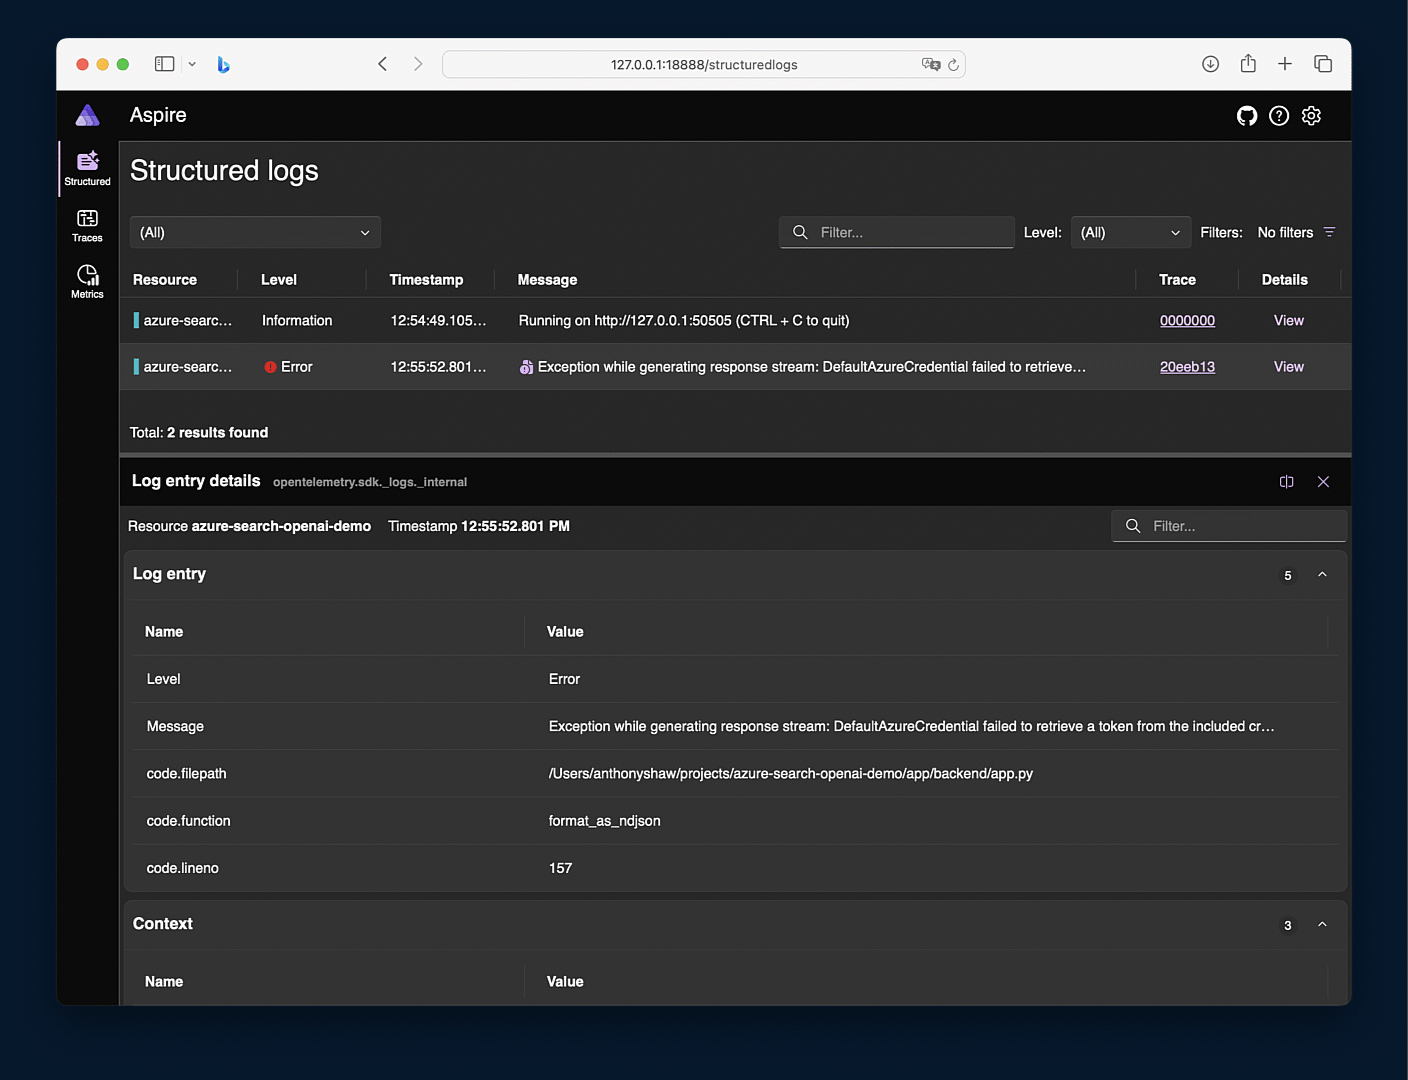 127.0.0.1:18888/structuredlogs
Aspire
Structured
Traces
Metrics
Structured logs
(All)
Filter...
Level:
(All)
Filters:
No filters
Resource Level Timestamp Message Trace Details
azure-searc... Information 12:54:49.105... Running on http://127.0.0.1:50505 (CTRL + C to quit) 0000000 View
azure-searc... Error 12:55:52.801... Exception while generating response stream: DefaultAzureCredential failed to retrieve... 20eeb13 View
Total: 2 results found
Log entry details opentelemetry.sdk._logs._internal
Resource azure-search-openai-demo Timestamp 12:55:52.801 PM Filter...
Log entry 5
Name Value
Level Error
Message Exception while generating response stream: DefaultAzureCredential failed to retrieve a token from the included cr...
code.filepath /Users/anthonyshaw/projects/azure-search-openai-demo/app/backend/app.py
code.function format_as_ndjson
code.lineno 157
Context 3
Name Value